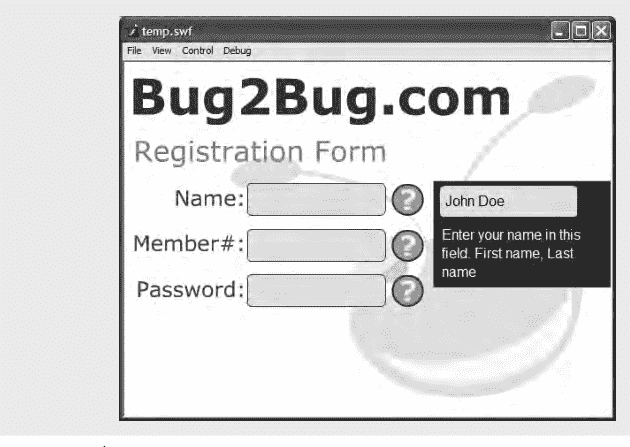 temp.swf
File View Control Debug
Bug2Bug.com
Registration Form
Name: ?
John Doe
Member#: ?
Enter your name in this
field. First name, Last
name
Password: ?